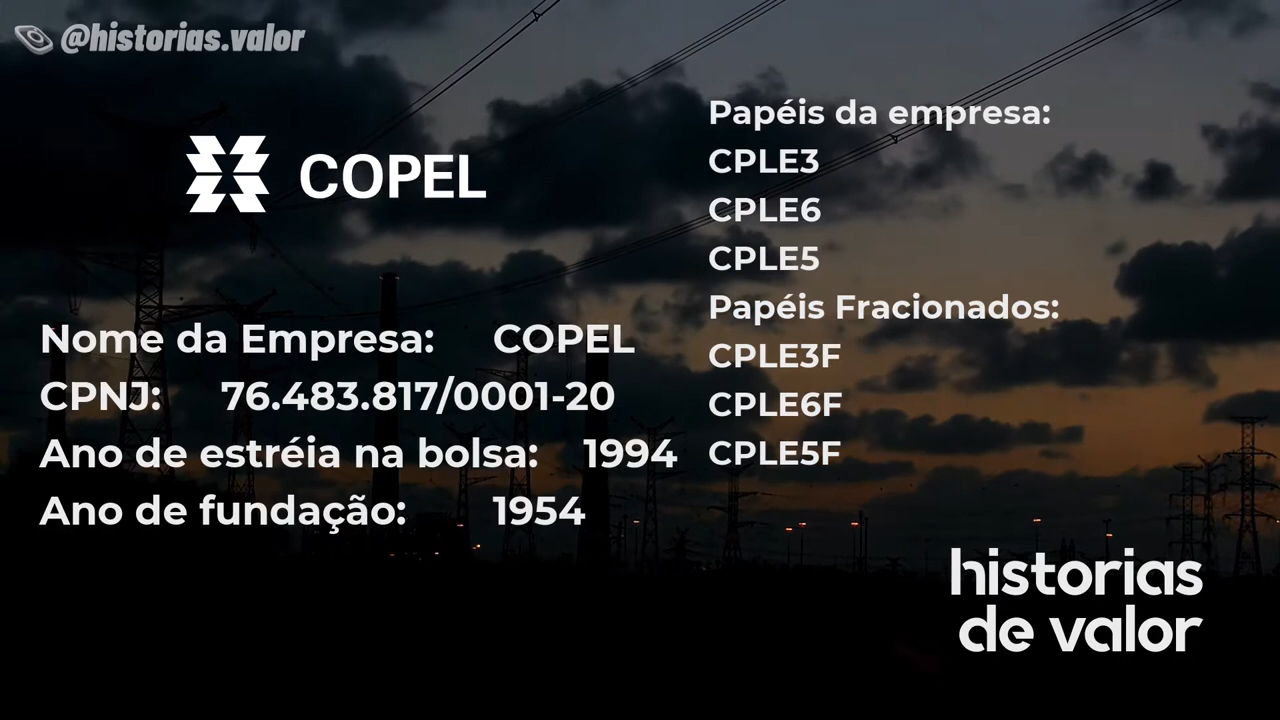 @historias.valor
COPEL
Nome da Empresa: COPEL
CPNJ: 76.483.817/0001-20
Ano de estréia na bolsa: 1994
Ano de fundação: 1954
Papéis da empresa:
CPLE3
CPLE6
CPLE5
Papéis Fracionados:
CPLE3F
CPLE6F
CPLE5F
historias
de valor